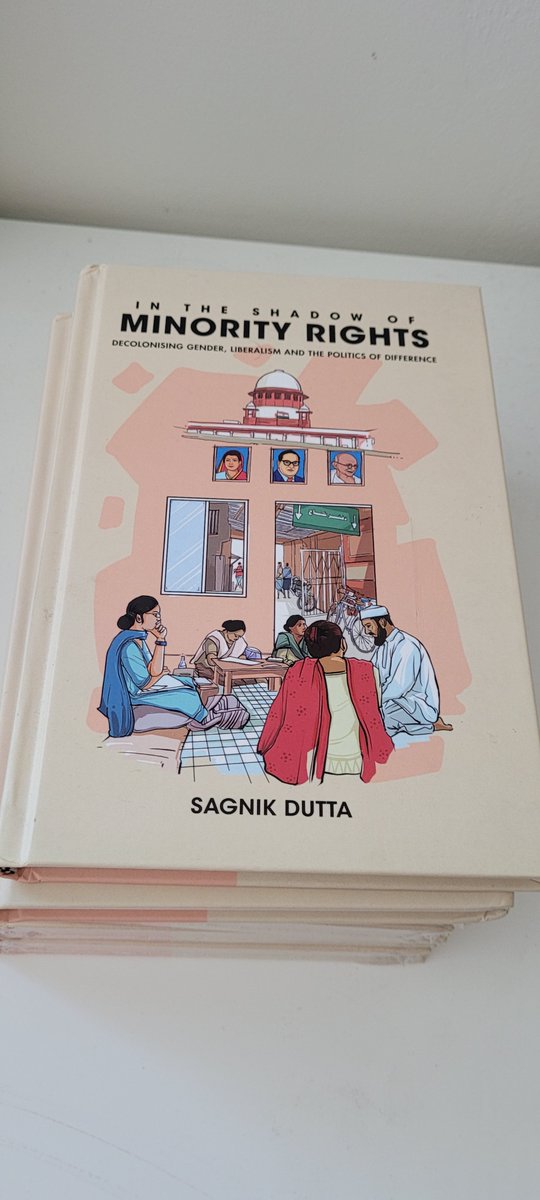 IN THE SHADOW OF
MINORITY RIGHTS
DECOLONISING GENDER, LIBERALISM AND THE POLITICS OF DIFFERENCE
SAGNIK DUTTA